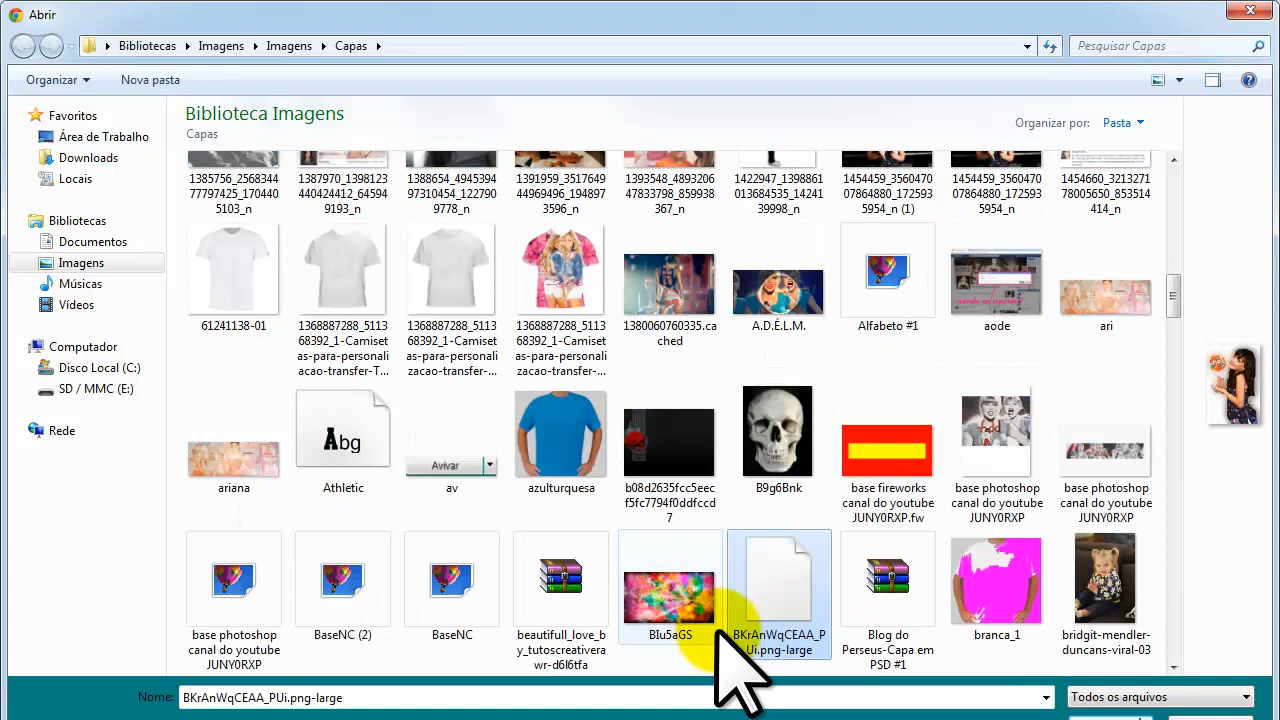 Abrir
Bibliotecas Imagens Imagens Capas
Pesquisar Capas
Organizar Nova pasta
Favoritos
Área de Trabalho
Downloads
Locais
Bibliotecas
Documentos
Imagens
Músicas
Vídeos
Computador
Disco Local (C:)
SD / MMC (E:)
Rede
Biblioteca Imagens
Capas
Organizar por: Pasta
1385756_2568344
77797425_170440
5103_n
440424412_64594
9193_n
97310454_122790
9778_n
1391959_3517649
44969496_194897
3596_n
47833798_859938
367_n
1422947_1398861
013684535_14241
39998_n
1454459_3560470
07864880_172593
5954_n (1)
1454459_3560470
07864880_172593
5954_n
1454660_3213271
78005650_853514
414_n
61241138-01
1368887288_5113
68392_1-Camiset
as-para-personali
zacao-transfer-T...
1368887288_5113
68392_1-Camiset
as-para-personali
zacao-transfer-...
1368887288_5113
68392_1-Camiset
as-para-personali
zacao-transfer-...
1380060760335.ca
ched
A.D.É.L.M.
Alfabeto #1
aode
ari
ariana
Abg
Athletic
Avivar
av
azulturquesa
b08d2635fcc5eec
f5fc7794f0ddfccd
7
B9g6Bnk
base fireworks
canal do youtube
JUNY0RXP.fw
base photoshop
canal do youtube
JUNY0RXP
base photoshop
canal do youtube
JUNY0RXP
base photoshop
canal do youtube
JUNY0RXP
BaseNC (2)
BaseNC
beautifull_love_b
y_tutoscreativera
wr-d6l6tfa
BIu5aGS
BKrAnWqCEAA_P
Ui.png-large
Blog do
Perseus-Capa em
PSD #1
branca_1
bridgit-mendler-
duncans-viral-03
Nome: BKrAnWqCEAA_PUi.png-large
Todos os arquivos